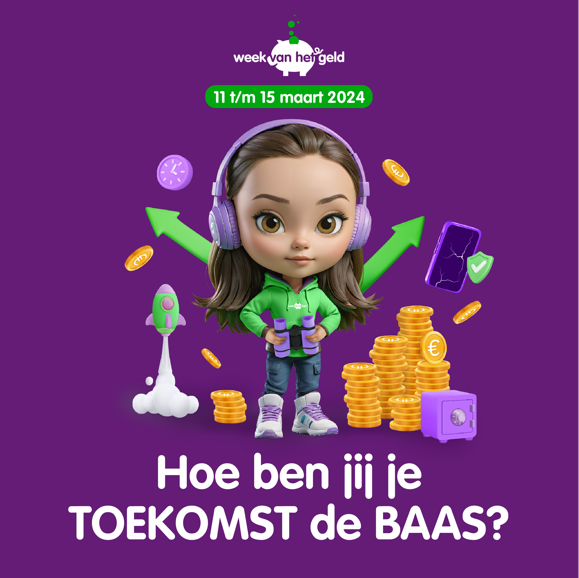 week van het geld
11 t/m 15 maart 2024
€
Hoe ben jij je
TOEKOMST de BAAS?